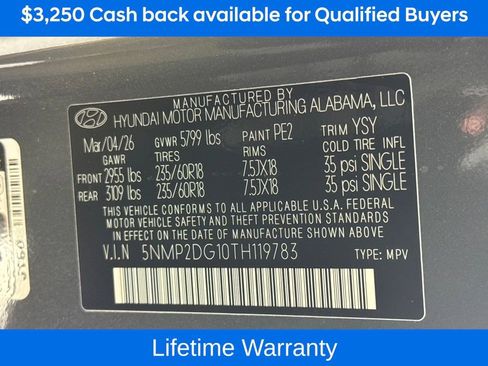 $3,250 Cash back available for Qualified Buyers
MANUFACTURED BY
HYUNDAI MOTOR MANUFACTURING ALABAMA, LLC
Mar/04/26 GVWR 5799 lbs PAINT PE2 TRIM YSY
GAWR TIRES RIMS COLD TIRE INFL
FRONT 2955 lbs 235/60R18 7.5JX18 35 psi SINGLE
REAR 3109 lbs 235/60R18 7.5JX18 35 psi SINGLE
THIS VEHICLE CONFORMS TO ALL APPLICABLE U.S.A. FEDERAL
MOTOR VEHICLE SAFETY AND THEFT PREVENTION STANDARDS
IN EFFECT ON THE DATE OF MANUFACTURE SHOWN ABOVE.
V.I.N 5NMP2DG10TH119783 TYPE: MPV
Lifetime Warranty